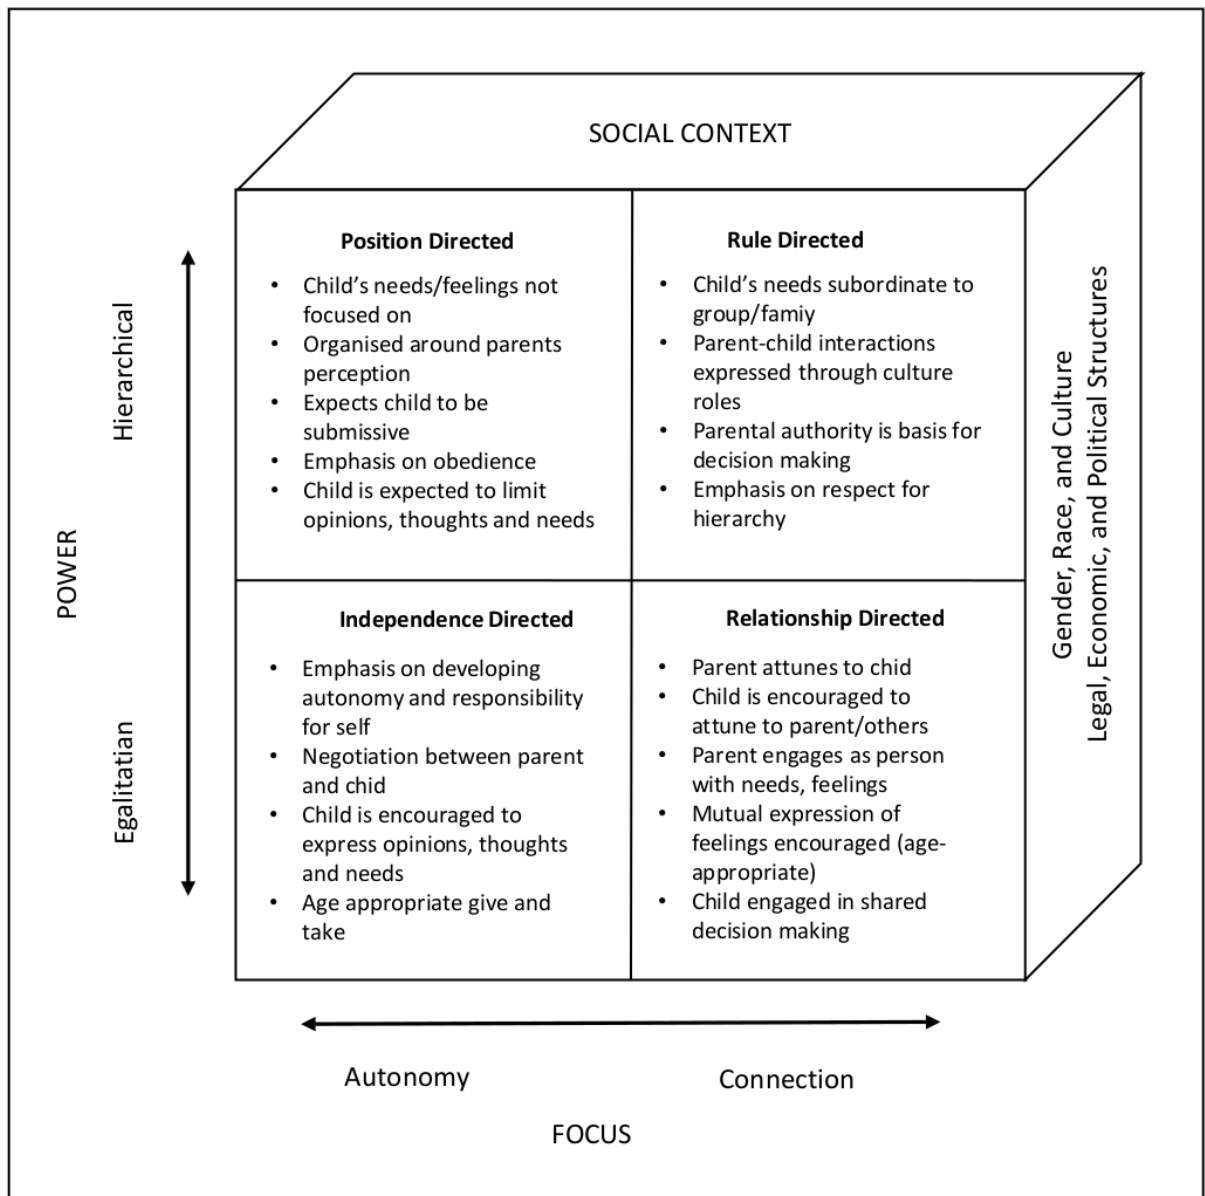 SOCIAL CONTEXT
Position Directed
• Child's needs/feelings not
focused on
• Organised around parents
perception
• Expects child to be
submissive
• Emphasis on obedience
• Child is expected to limit
opinions, thoughts and needs
Rule Directed
• Child's needs subordinate to
group/famiy
• Parent-child interactions
expressed through culture
roles
• Parental authority is basis for
decision making
• Emphasis on respect for
hierarchy
Independence Directed
• Emphasis on developing
autonomy and responsibility
for self
• Negotiation between parent
and chid
• Child is encouraged to
express opinions, thoughts
and needs
• Age appropriate give and
take
Relationship Directed
• Parent attunes to chid
• Child is encouraged to
attune to parent/others
• Parent engages as person
with needs, feelings
• Mutual expression of
feelings encouraged (age-
appropriate)
• Child engaged in shared
decision making
POWER
Hierarchical
Egalitatian
Gender, Race, and Culture
Legal, Economic, and Political Structures
Autonomy
Connection
FOCUS